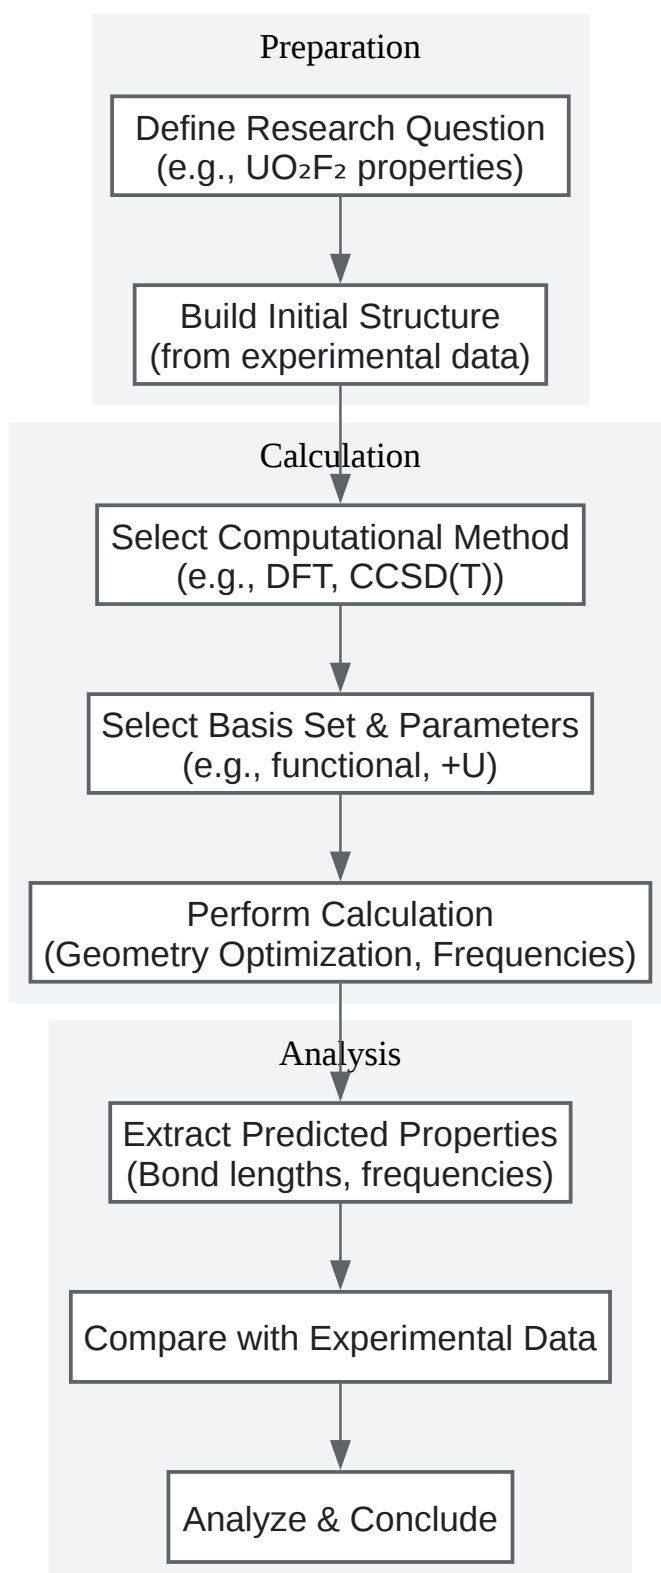 Preparation
Define Research Question
(e.g., UO₂F₂ properties)
Build Initial Structure
(from experimental data)
Calculation
Select Computational Method
(e.g., DFT, CCSD(T))
Select Basis Set & Parameters
(e.g., functional, +U)
Perform Calculation
(Geometry Optimization, Frequencies)
Analysis
Extract Predicted Properties
(Bond lengths, frequencies)
Compare with Experimental Data
Analyze & Conclude